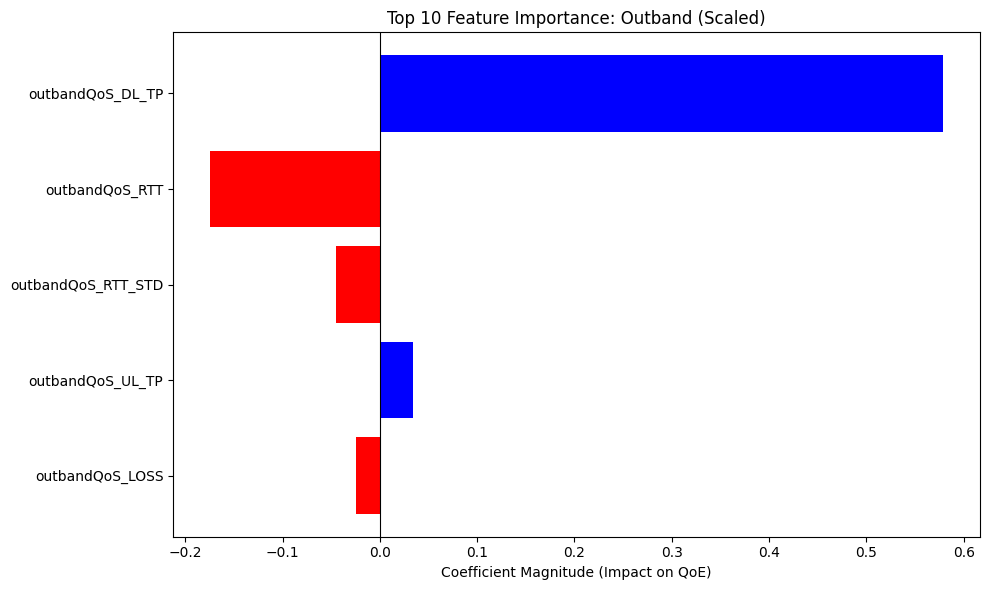 Top 10 Feature Importance: Outband (Scaled)
outbandQoS_DL_TP
outbandQoS_RTT
outbandQoS_RTT_STD
outbandQoS_UL_TP
outbandQoS_LOSS
−0.2 −0.1 0.0 0.1 0.2 0.3 0.4 0.5 0.6
Coefficient Magnitude (Impact on QoE)